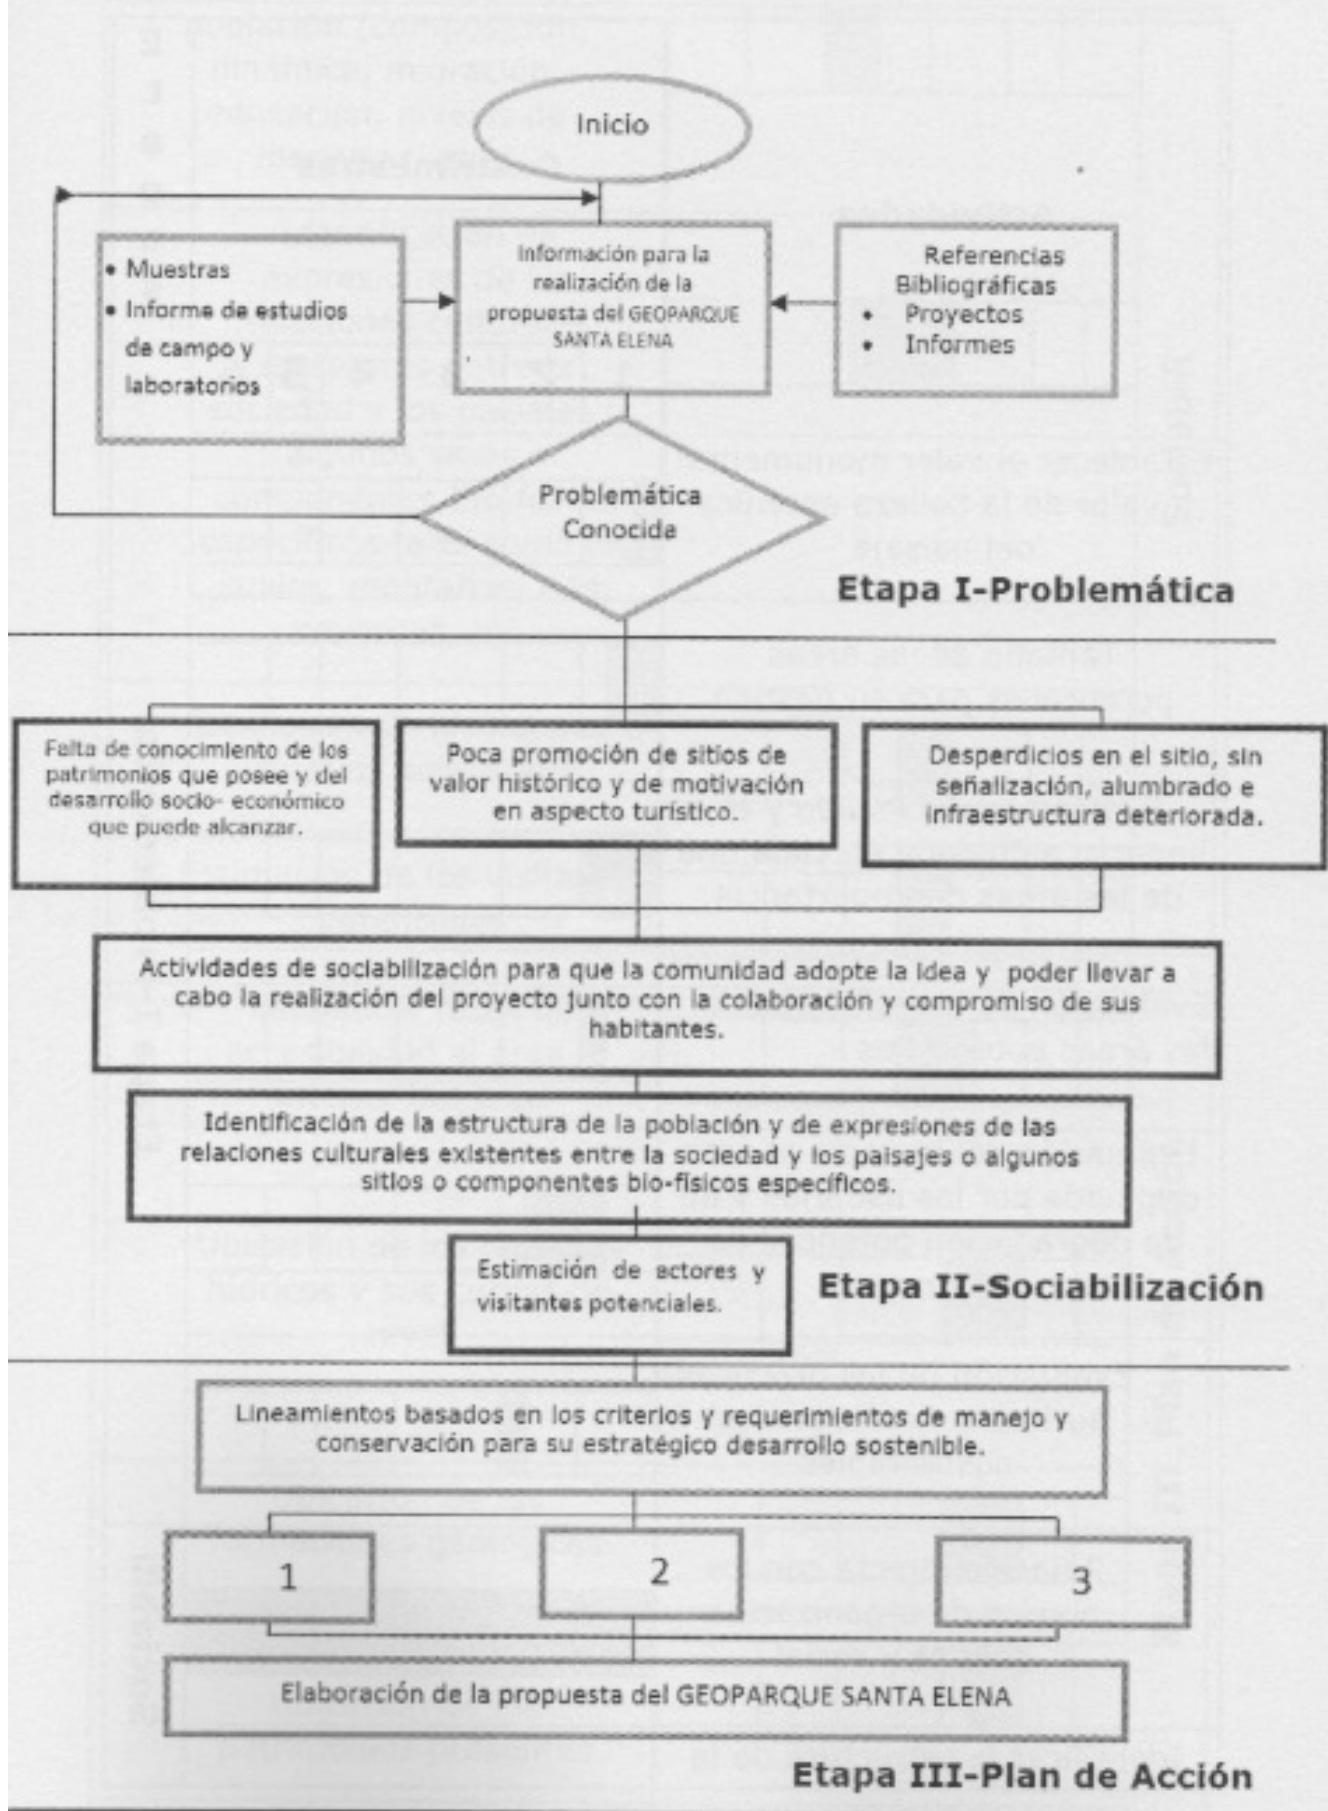 Inicio
• Muestras
• Informe de estudios
de campo y
laboratorios
Información para la
realización de la
propuesta del GEOPARQUE
SANTA ELENA
Referencias
Bibliográficas
• Proyectos
• Informes
Problemática
Conocida
Etapa I-Problemática
Falta de conocimiento de los
patrimonios que posee y del
desarrollo socio- económico
que puede alcanzar.
Poca promoción de sitios de
valor histórico y de motivación
en aspecto turístico.
Desperdicios en el sitio, sin
señalización, alumbrado e
infraestructura deteriorada.
Actividades de sociabilización para que la comunidad adopte la idea y poder llevar a
cabo la realización del proyecto junto con la colaboración y compromiso de sus
habitantes.
Identificación de la estructura de la población y de expresiones de las
relaciones culturales existentes entre la sociedad y los paisajes o algunos
sitios o componentes bio-físicos específicos.
Estimación de actores y
visitantes potenciales.
Etapa II-Sociabilización
Lineamientos basados en los criterios y requerimientos de manejo y
conservación para su estratégico desarrollo sostenible.
1
2
3
Elaboración de la propuesta del GEOPARQUE SANTA ELENA
Etapa III-Plan de Acción